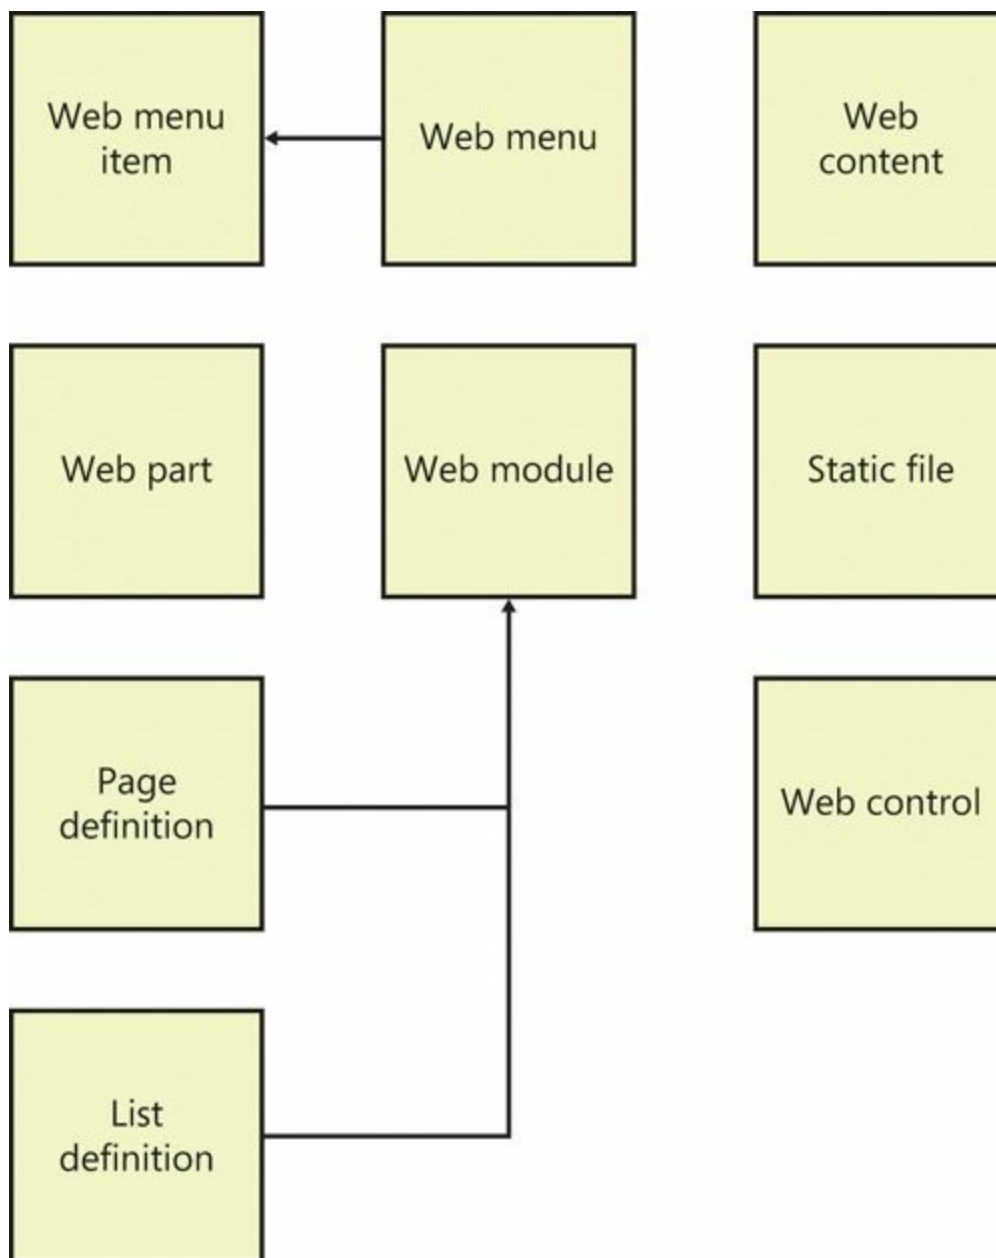 Web menu
item
Web menu
Web
content
Web part
Web module
Static file
Page
definition
Web control
List
definition